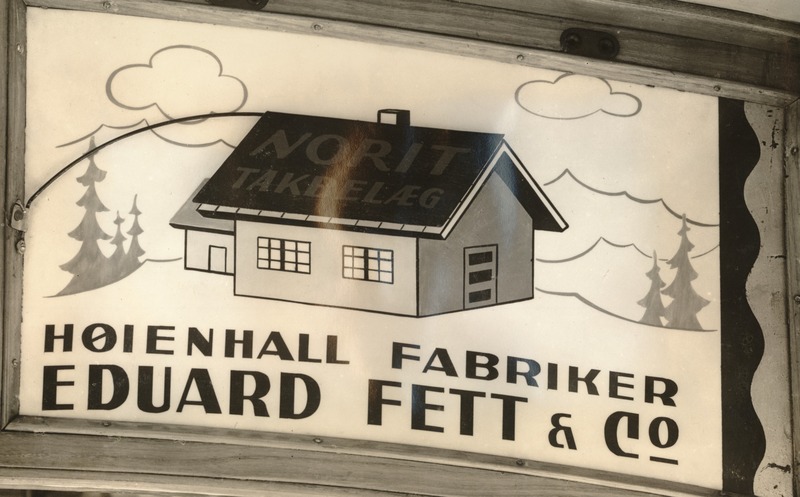 NORIT
TAKBELÆG
HØIENHALL FABRIKER
EDUARD FETT & Co